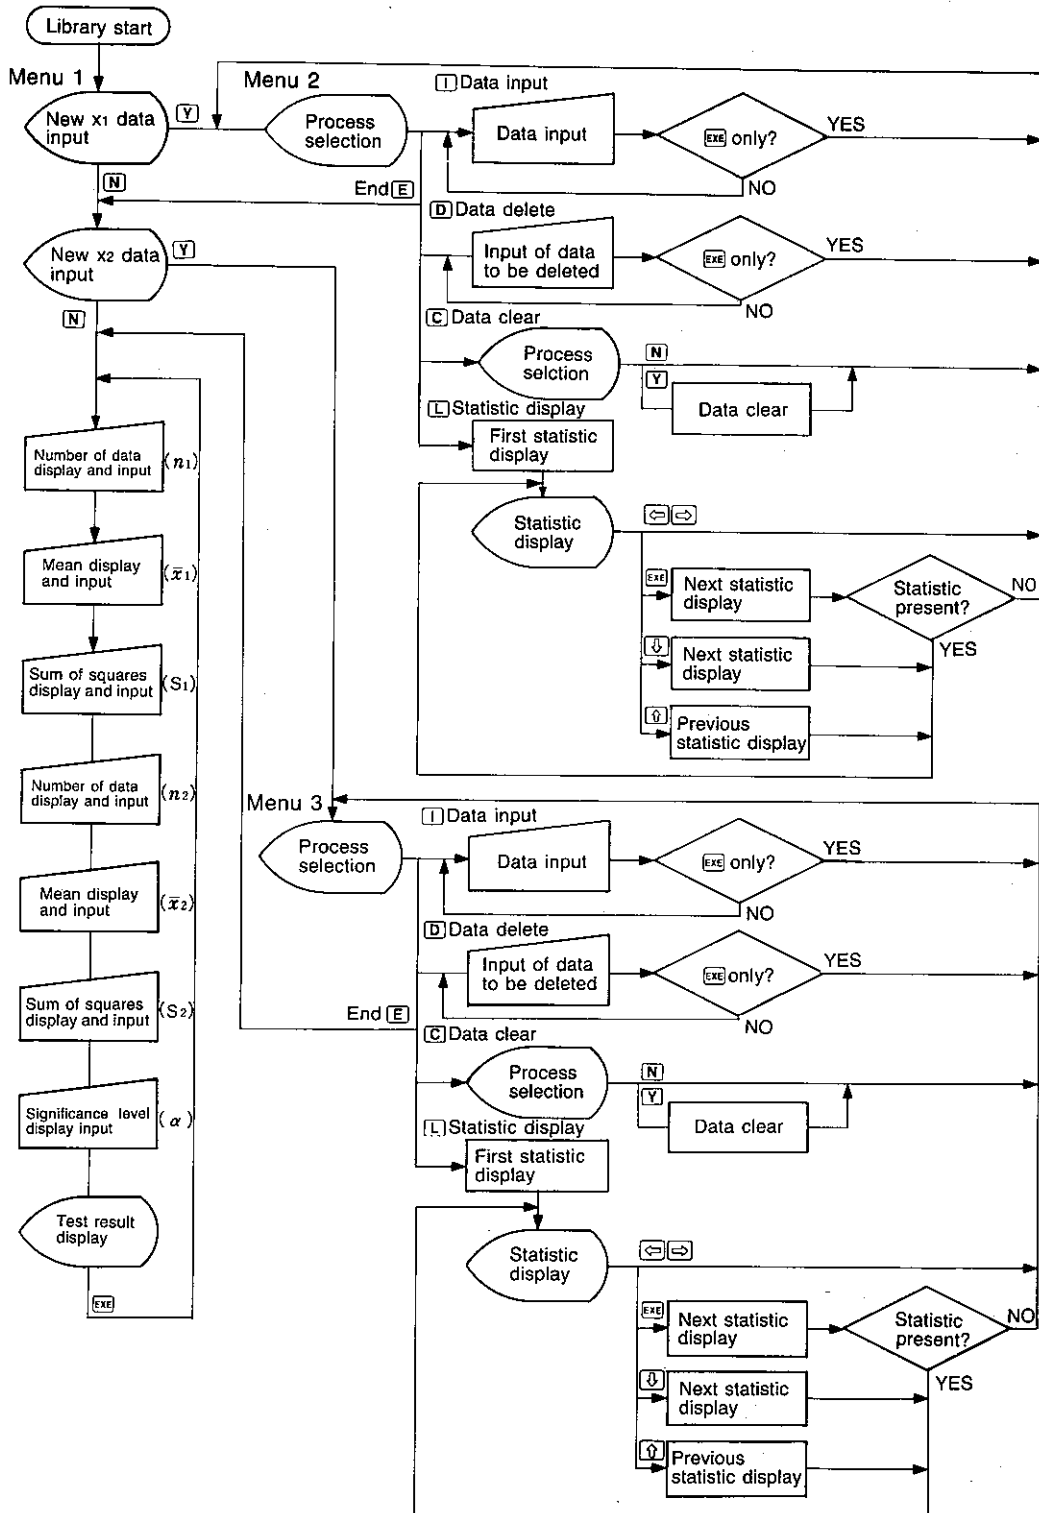 Library start
Menu 1
New x1 data
input
Y
N
Menu 2
Process
selection
End E
I Data input
Data input
EXE only?
YES
NO
D Data delete
Input of data
to be deleted
EXE only?
YES
NO
C Data clear
Process
selction
N
Y
Data clear
L Statistic display
First statistic
display
Statistic
display
⇦ ⇨
EXE
Next statistic
display
Statistic
present?
NO
YES
⇩
Next statistic
display
⇧
Previous
statistic display
New x2 data
input
Y
N
Number of data
display and input
(n1)
Mean display
and input
(x̄1)
Sum of squares
display and input
(S1)
Number of data
display and input
(n2)
Mean display
and input
(x̄2)
Sum of squares
display and input
(S2)
Significance level
display input
(α)
Test result
display
EXE
Menu 3
Process
selection
End E
I Data input
Data input
EXE only?
YES
NO
D Data delete
Input of data
to be deleted
EXE only?
YES
NO
C Data clear
Process
selection
N
Y
Data clear
L Statistic display
First statistic
display
Statistic
display
⇦ ⇨
EXE
Next statistic
display
Statistic
present?
NO
YES
⇩
Next statistic
display
⇧
Previous
statistic display